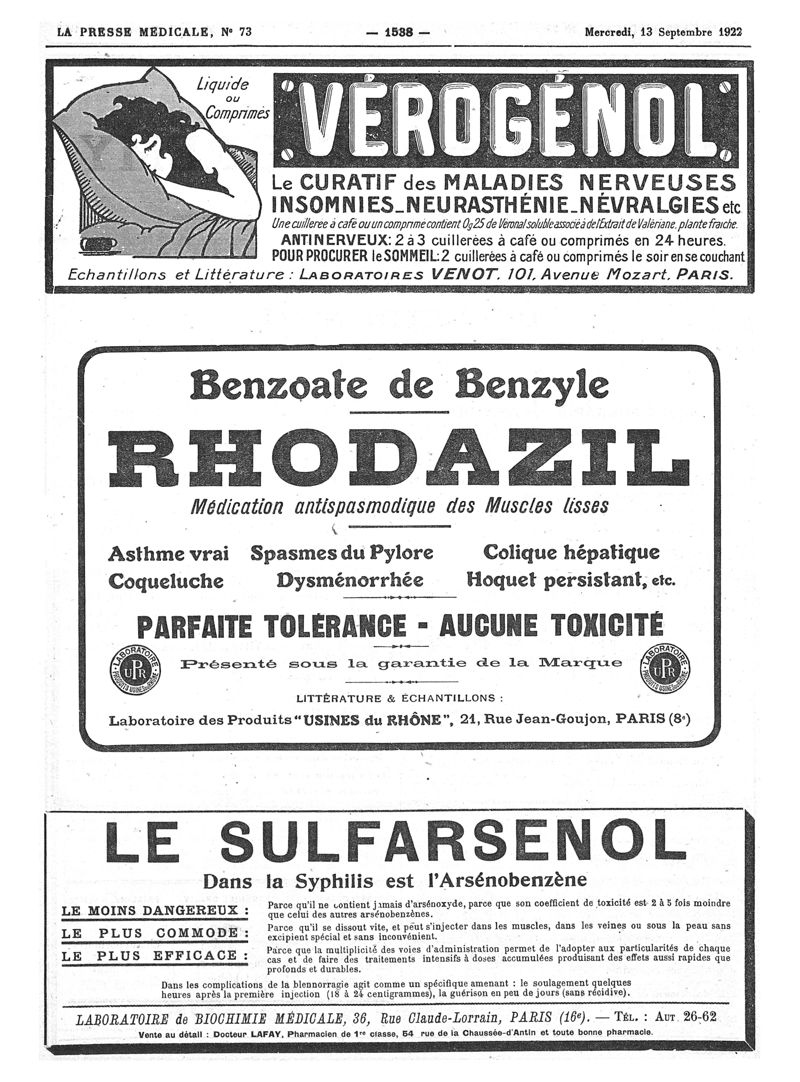 LA PRESSE MÉDICALE, N° 73 — 1538 — Mercredi, 13 Septembre 1922
Liquide
ou
Comprimés
VÉROGÉNOL
Le CURATIF des MALADIES NERVEUSES
INSOMNIES_NEURASTHÉNIE_NÉVRALGIES etc
Une cuilleree à café ou un comprimé contient 0g25 de Véronal soluble associé à de l'Extrait de Valériane, plante fraiche.
ANTINERVEUX: 2 à 3 cuillerées à café ou comprimés en 24 heures.
POUR PROCURER le SOMMEIL: 2 cuillerées à café ou comprimés le soir en se couchant
Echantillons et Littérature : LABORATOIRES VENOT. 101, Avenue Mozart, PARIS.
Benzoate de Benzyle
RHODAZIL
Médication antispasmodique des Muscles lisses
Asthme vrai Spasmes du Pylore Colique hépatique
Coqueluche Dysménorrhée Hoquet persistant, etc.
PARFAITE TOLÉRANCE - AUCUNE TOXICITÉ
LABORATOIRE UPR PRODUITS USINES du RHÔNE
Présenté sous la garantie de la Marque
LABORATOIRE UPR PRODUITS USINES du RHÔNE
LITTÉRATURE & ÉCHANTILLONS :
Laboratoire des Produits "USINES du RHÔNE", 21, Rue Jean-Goujon, PARIS (8e)
LE SULFARSENOL
Dans la Syphilis est l'Arsénobenzène
LE MOINS DANGEREUX : Parce qu'il ne contient jamais d'arsénoxyde, parce que son coefficient de toxicité est 2 à 5 fois moindre
que celui des autres arsénobenzènes.
LE PLUS COMMODE : Parce qu'il se dissout vite, et peut s'injecter dans les muscles, dans les veines ou sous la peau sans
excipient spécial et sans inconvénient.
LE PLUS EFFICACE : Parce que la multiplicité des voies d'administration permet de l'adopter aux particularités de chaque
cas et de faire des traitements intensifs à doses accumulées produisant des effets aussi rapides que
profonds et durables.
Dans les complications de la blennorragie agit comme un spécifique amenant : le soulagement quelques
heures après la première injection (18 à 24 centigrammes), la guérison en peu de jours (sans récidive).
LABORATOIRE de BIOCHIMIE MÉDICALE, 36, Rue Claude-Lorrain, PARIS (16e). — TÉL. : AUT. 26-62
Vente au détail : Docteur LAFAY, Pharmacien de 1re classe, 54 rue de la Chaussée-d'Antin et toute bonne pharmacie.